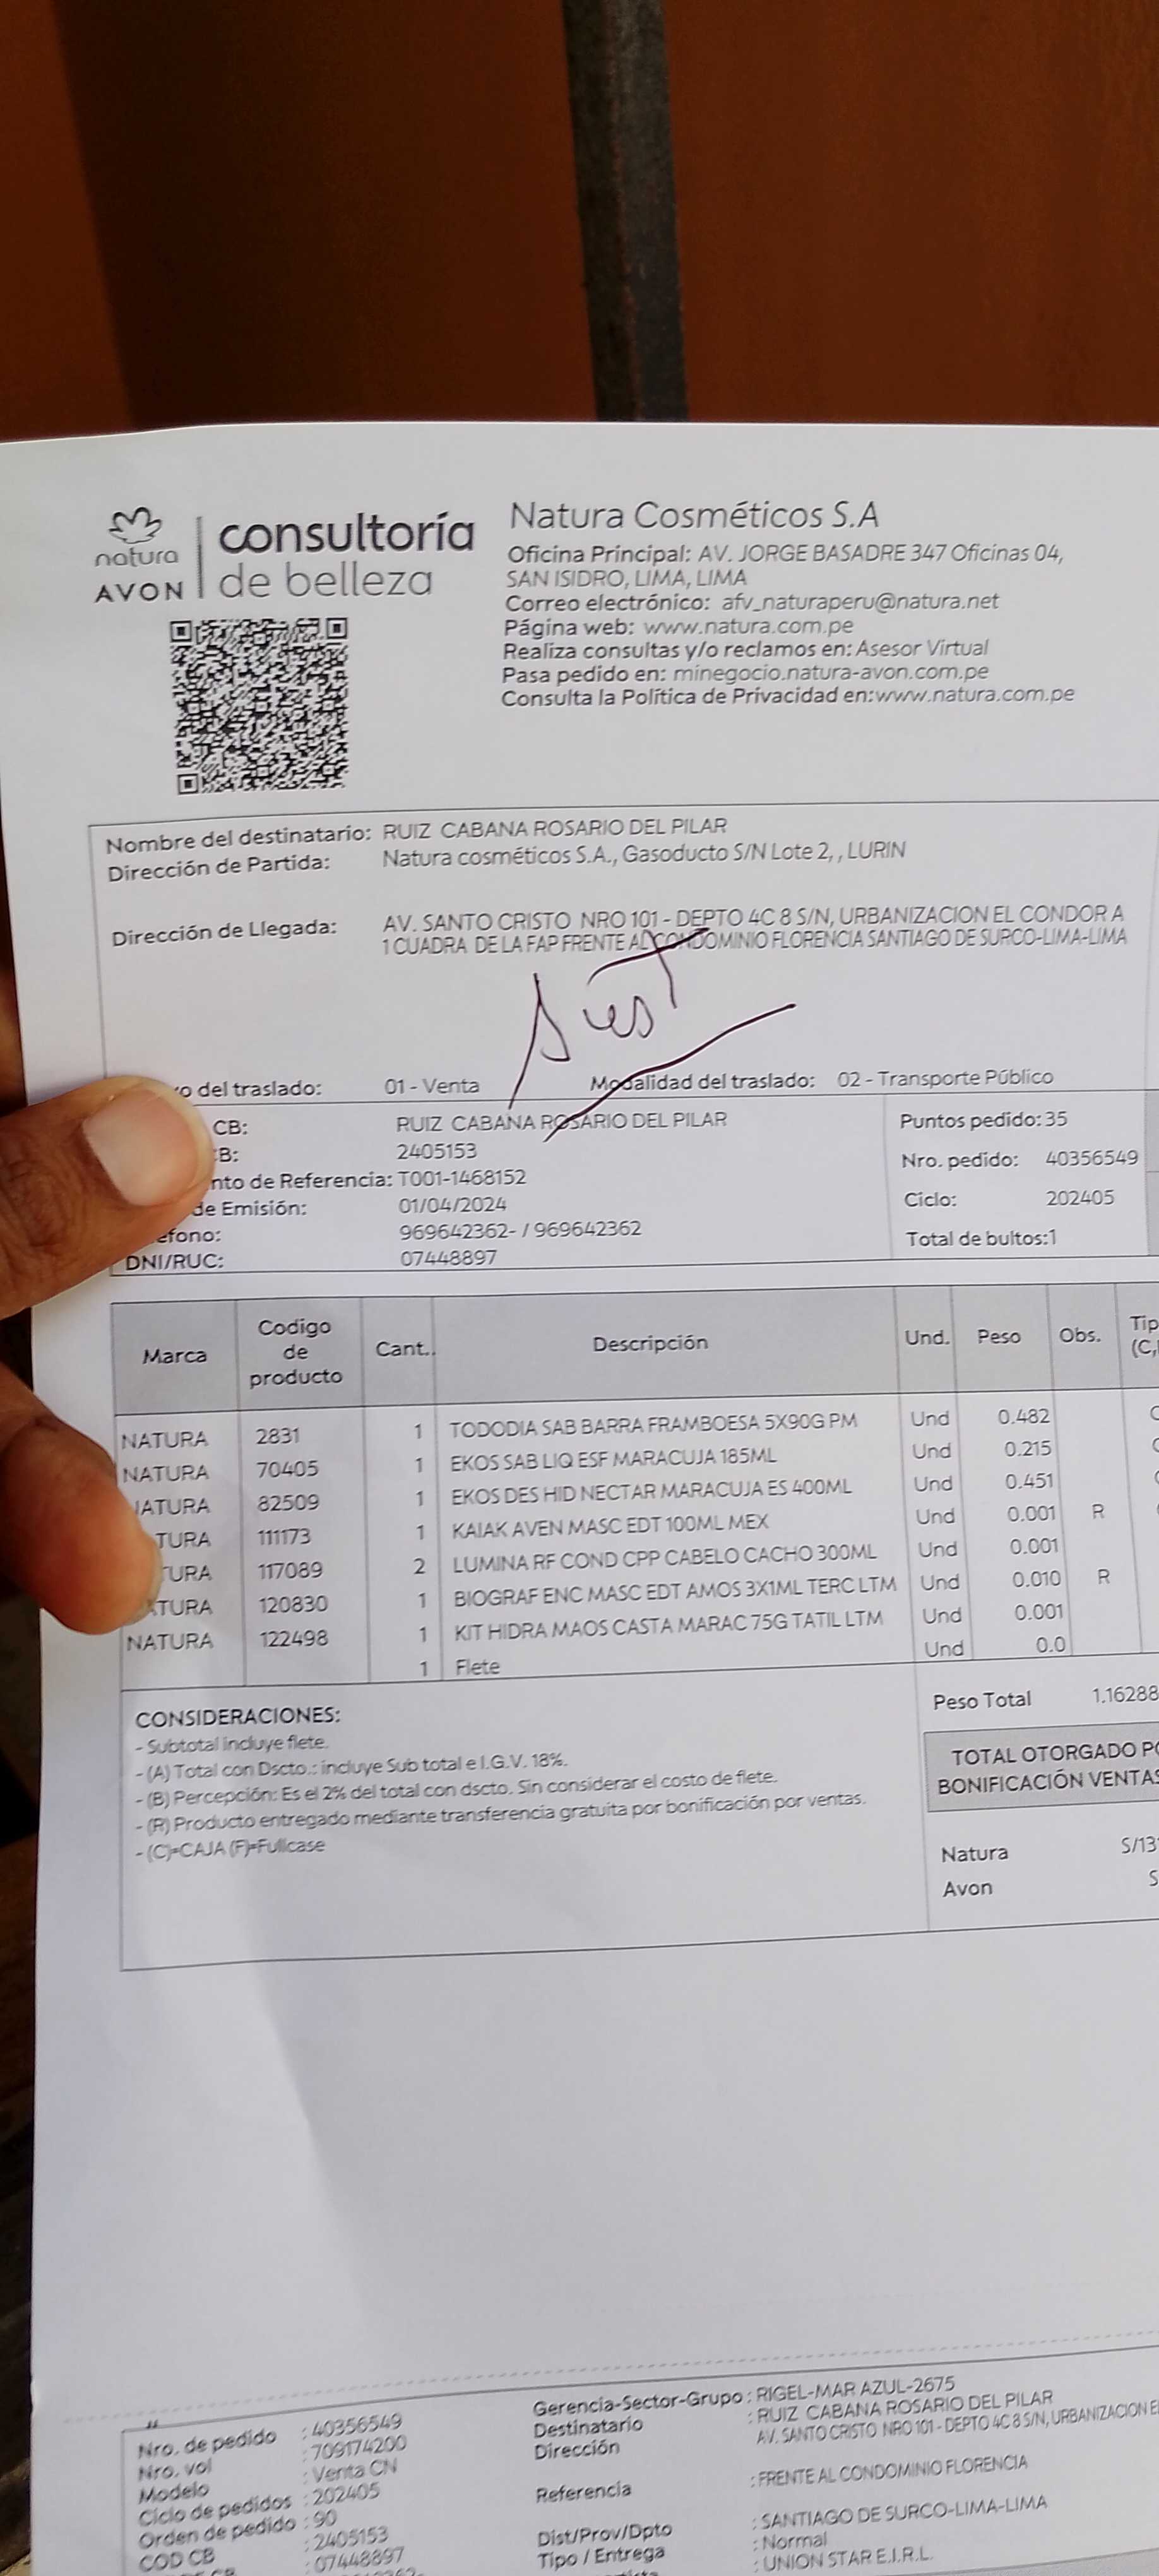 natura
AVON
consultoría
de belleza
Natura Cosméticos S.A
Oficina Principal: AV. JORGE BASADRE 347 Oficinas 04,
SAN ISIDRO, LIMA, LIMA
Correo electrónico: afv_naturaperu@natura.net
Página web: www.natura.com.pe
Realiza consultas y/o reclamos en: Asesor Virtual
Pasa pedido en: minegocio.natura-avon.com.pe
Consulta la Política de Privacidad en:www.natura.com.pe
Nombre del destinatario: RUIZ CABANA ROSARIO DEL PILAR
Dirección de Partida: Natura cosméticos S.A., Gasoducto S/N Lote 2, , LURIN
Dirección de Llegada: AV. SANTO CRISTO NRO 101 - DEPTO 4C 8 S/N, URBANIZACION EL CONDOR A
1 CUADRA DE LA FAP FRENTE AL CONDOMINIO FLORENCIA SANTIAGO DE SURCO-LIMA-LIMA
o del traslado: 01 - Venta Modalidad del traslado: 02 - Transporte Público
CB: RUIZ CABANA ROSARIO DEL PILAR Puntos pedido: 35
B: 2405153
nto de Referencia: T001-1468152 Nro. pedido: 40356549
de Emisión: 01/04/2024 Ciclo: 202405
éfono: 969642362- / 969642362 Total de bultos:1
DNI/RUC: 07448897
Marca Codigo de producto Cant.. Descripción Und. Peso Obs. Tip (C,
NATURA 2831 1 TODODIA SAB BARRA FRAMBOESA 5X90G PM Und 0.482 C
NATURA 70405 1 EKOS SAB LIQ ESF MARACUJA 185ML Und 0.215
NATURA 82509 1 EKOS DES HID NECTAR MARACUJA ES 400ML Und 0.451
TURA 111173 1 KAIAK AVEN MASC EDT 100ML MEX Und 0.001 R
TURA 117089 2 LUMINA RF COND CPP CABELO CACHO 300ML Und 0.001
ATURA 120830 1 BIOGRAF ENC MASC EDT AMOS 3X1ML TERC LTM Und 0.010 R
NATURA 122498 1 KIT HIDRA MAOS CASTA MARAC 75G TATIL LTM Und 0.001
1 Flete Und 0.0
CONSIDERACIONES:
- Subtotal incluye flete.
- (A) Total con Dscto.: incluye Sub total e I.G.V. 18%.
- (B) Percepción: Es el 2% del total con dscto. Sin considerar el costo de flete.
- (R) Producto entregado mediante transferencia gratuita por bonificación por ventas.
- (C)=CAJA (F)=Fullcase
Peso Total 1.16288
TOTAL OTORGADO PO
BONIFICACIÓN VENTAS
Natura S/13
Avon S
Nro. de pedido : 40356549
Nro. vol : 709174200
Modelo : Venta CN
Ciclo de pedidos : 202405
Orden de pedido : 90
COD CB : 2405153
: 07448897
Gerencia-Sector-Grupo : RIGEL-MAR AZUL-2675
Destinatario : RUIZ CABANA ROSARIO DEL PILAR
Dirección AV. SANTO CRISTO NRO 101 - DEPTO 4C 8 S/N, URBANIZACION E
Referencia : FRENTE AL CONDOMINIO FLORENCIA
Dist/Prov/Dpto : SANTIAGO DE SURCO-LIMA-LIMA
Tipo / Entrega : Normal
: UNION STAR E.I.R.L.